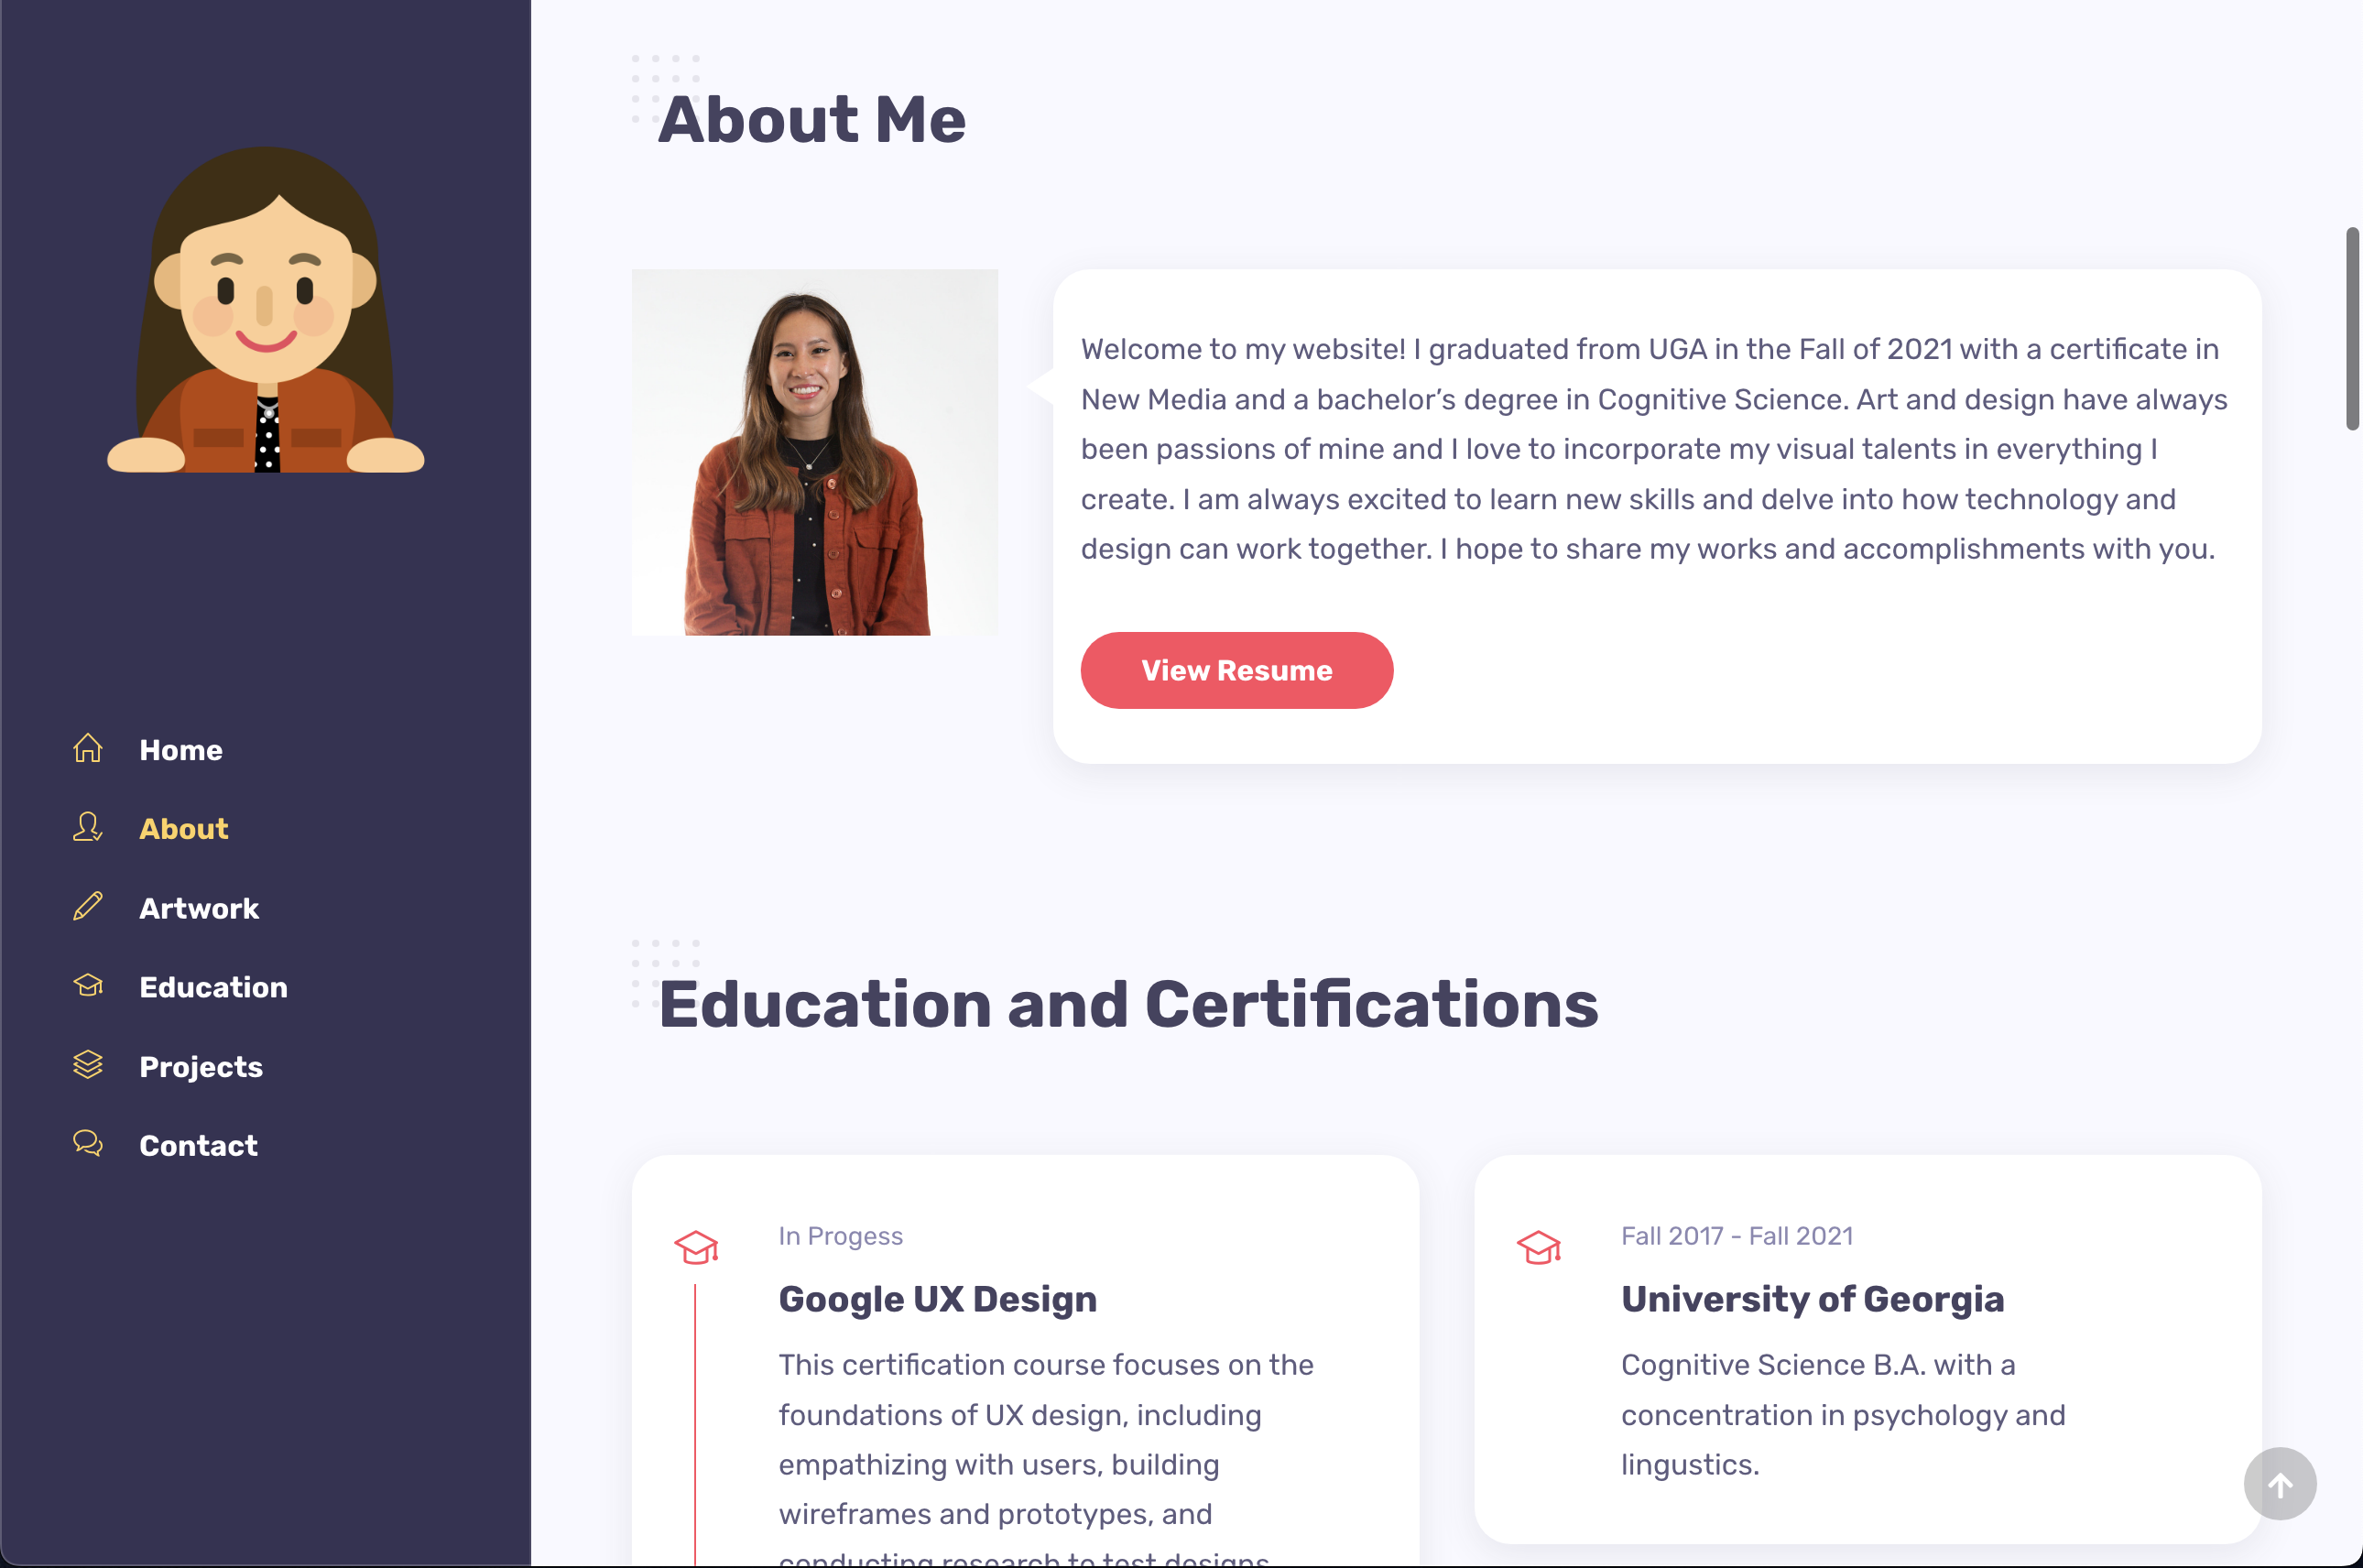 Home
About
Artwork
Education
Projects
Contact
About Me
Welcome to my website! I graduated from UGA in the Fall of 2021 with a certificate in
New Media and a bachelor’s degree in Cognitive Science. Art and design have always
been passions of mine and I love to incorporate my visual talents in everything I
create. I am always excited to learn new skills and delve into how technology and
design can work together. I hope to share my works and accomplishments with you.
View Resume
Education and Certifications
In Progess
Google UX Design
This certification course focuses on the
foundations of UX design, including
empathizing with users, building
wireframes and prototypes, and
conducting research to test designs
Fall 2017 - Fall 2021
University of Georgia
Cognitive Science B.A. with a
concentration in psychology and
lingustics.